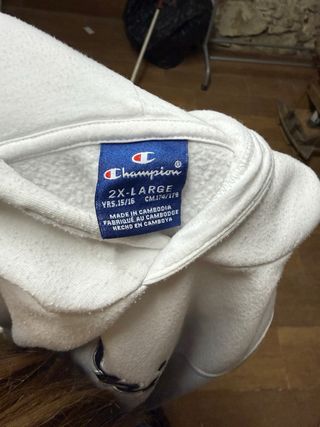 Champion®
2X-LARGE
YRS.15/16 CM.174/176
MADE IN CAMBODIA
FABRIQUÉ AU CAMBODGE
HECHO EN CAMBOYA